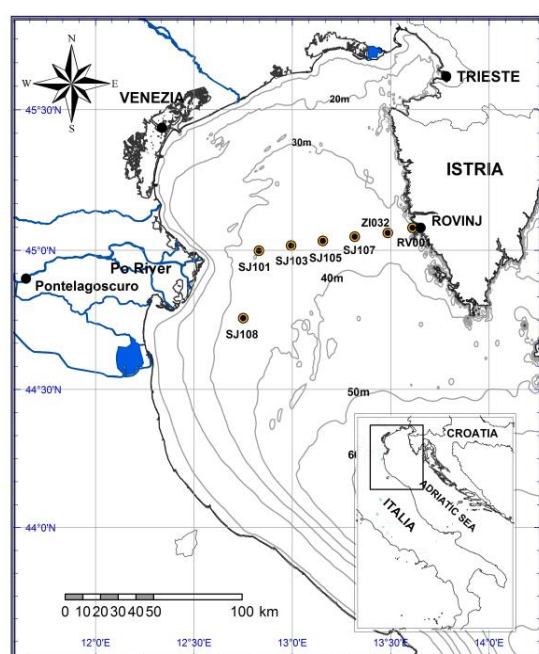 N
W
E
S
TRIESTE
VENEZIA
45°30'N
20m
30m
ISTRIA
ZI032
ROVINJ
RV001
SJ107
SJ105
SJ103
SJ101
45°0'N
Po River
40m
Pontelagoscuro
SJ108
44°30'N
50m
60
CROATIA
ADRIATIC SEA
ITALIA
44°0'N
0 10 20 30 40 50 100 km
12°0'E 12°30'E 13°0'E 13°30'E 14°0'E